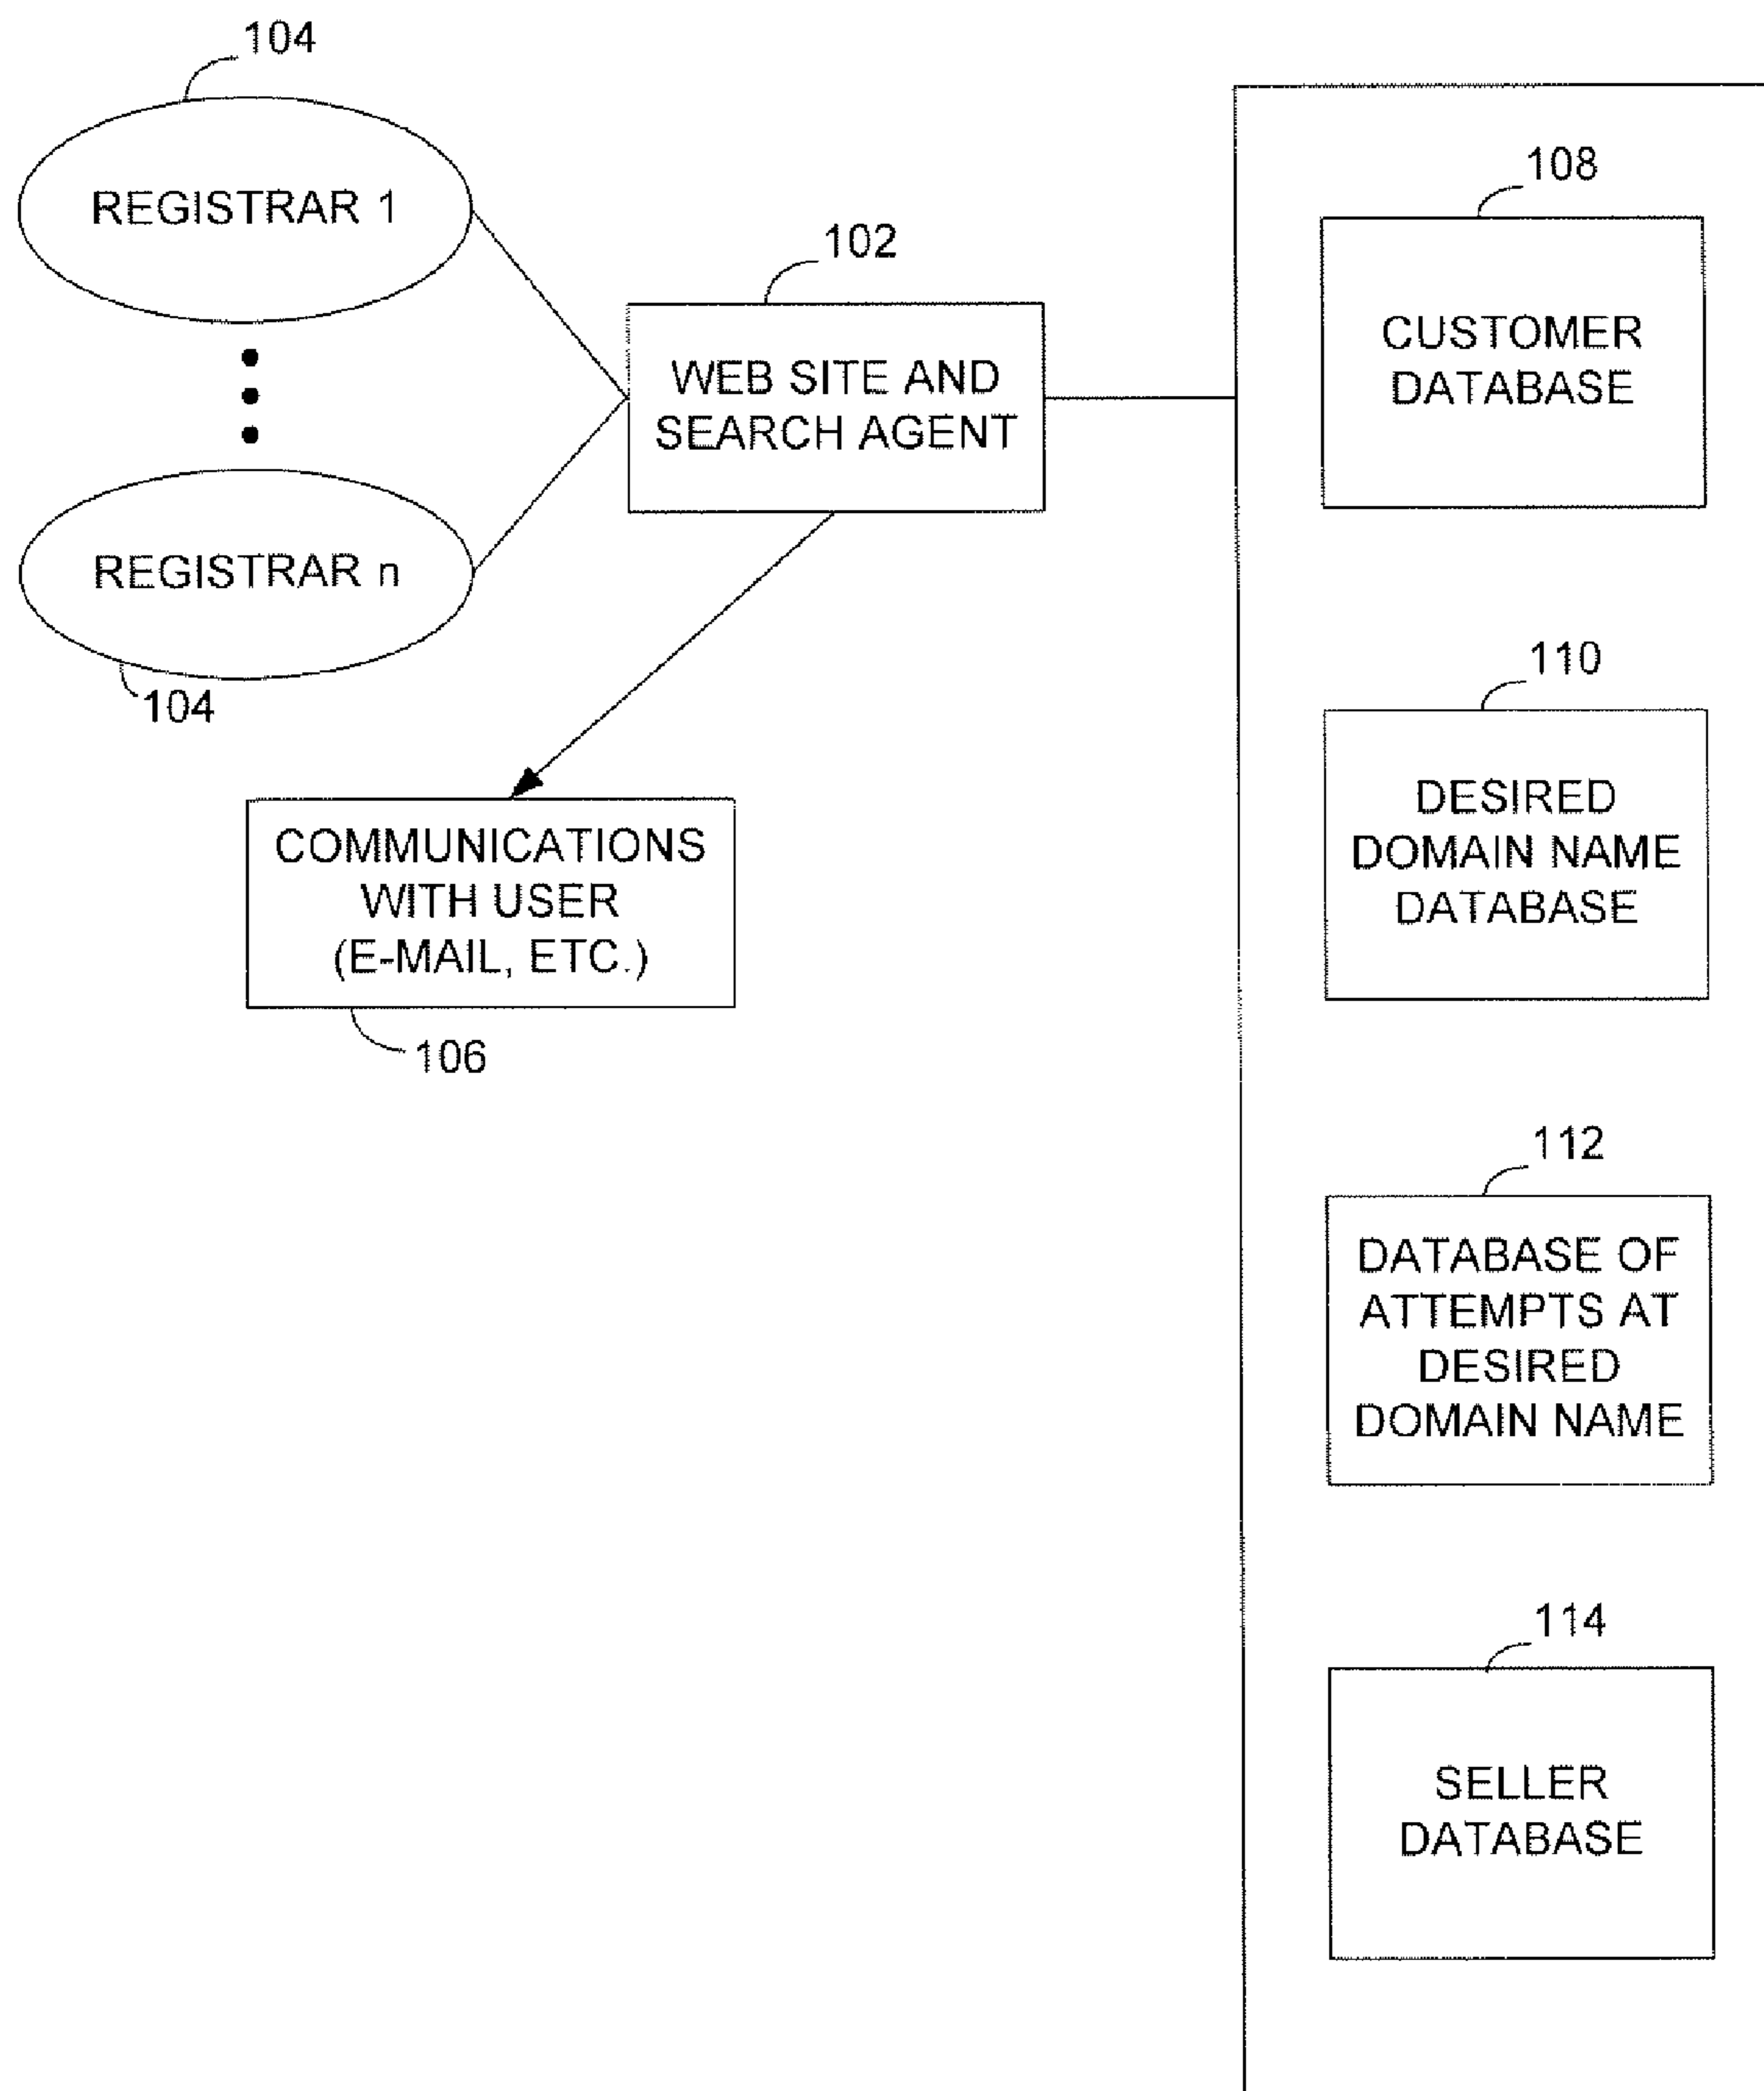 104
REGISTRAR 1
REGISTRAR n
104
102
WEB SITE AND
SEARCH AGENT
COMMUNICATIONS
WITH USER
(E-MAIL, ETC.)
106
108
CUSTOMER
DATABASE
110
DESIRED
DOMAIN NAME
DATABASE
112
DATABASE OF
ATTEMPTS AT
DESIRED
DOMAIN NAME
114
SELLER
DATABASE